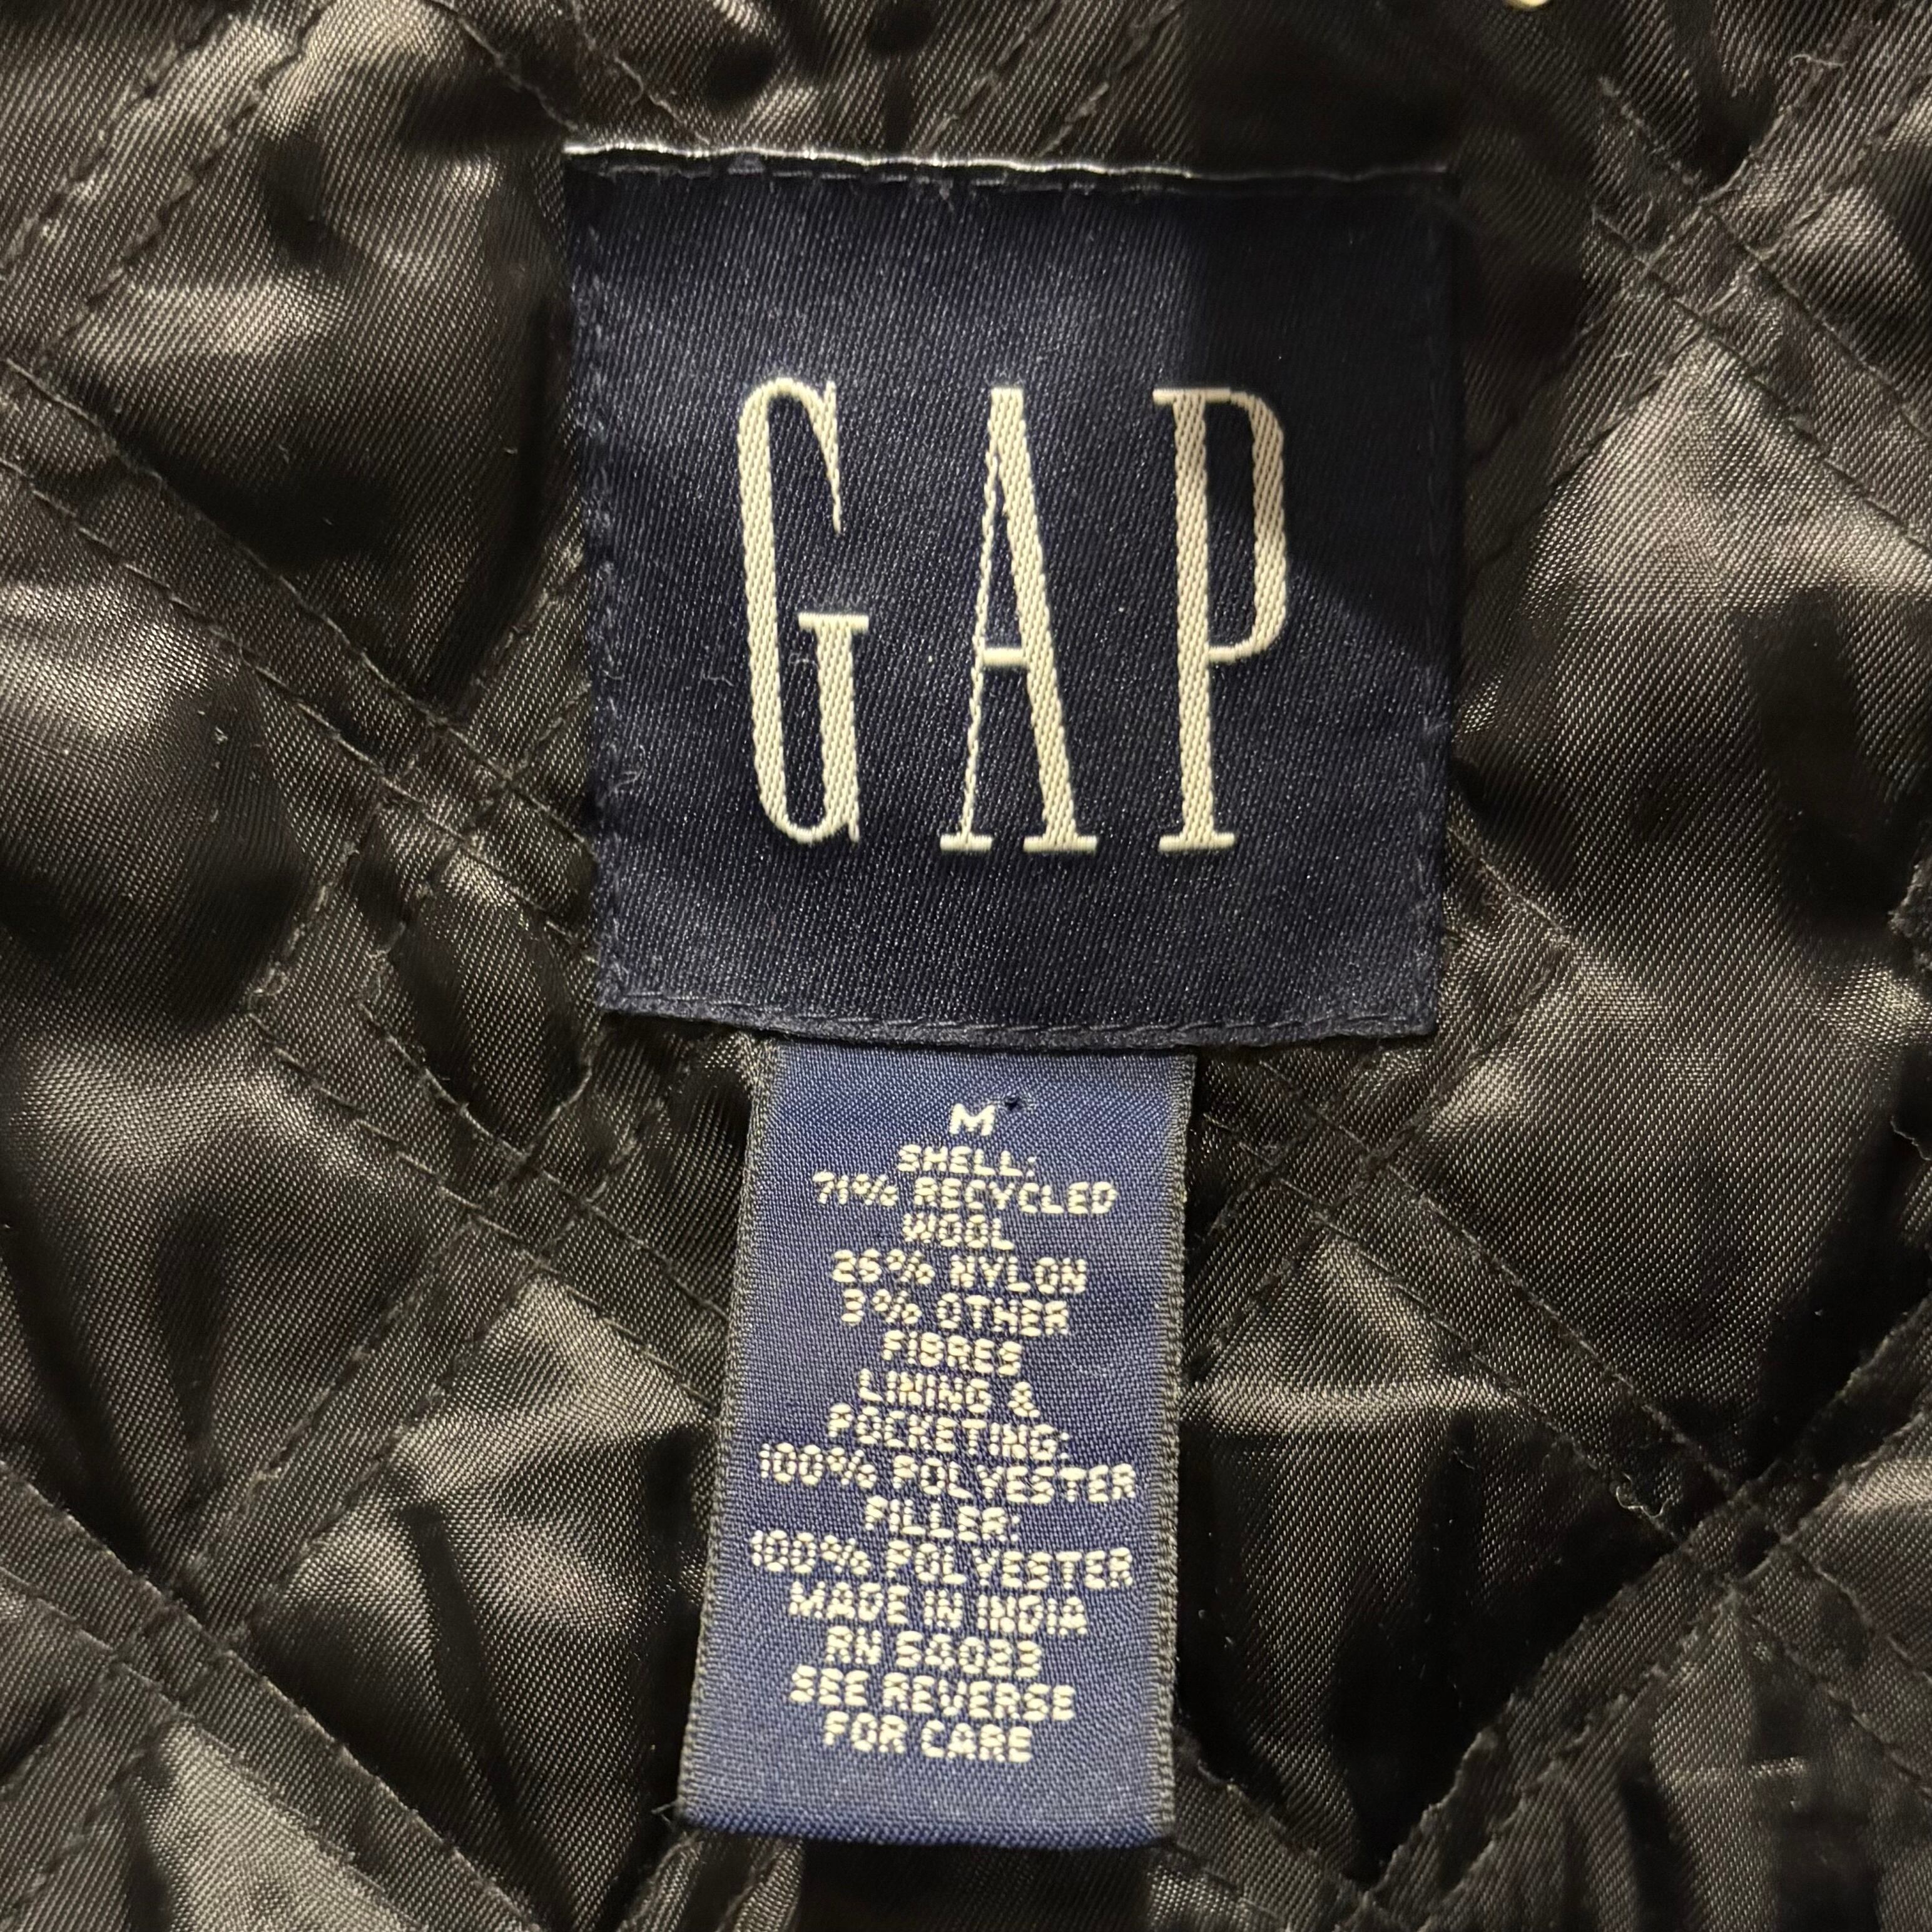 GAP
M
SHELL:
71% RECYCLED
WOOL
26% NYLON
3% OTHER
FIBRES
LINING &
POCKETING:
100% POLYESTER
FILLER:
100% POLYESTER
MADE IN INDIA
RN 54023
SEE REVERSE
FOR CARE